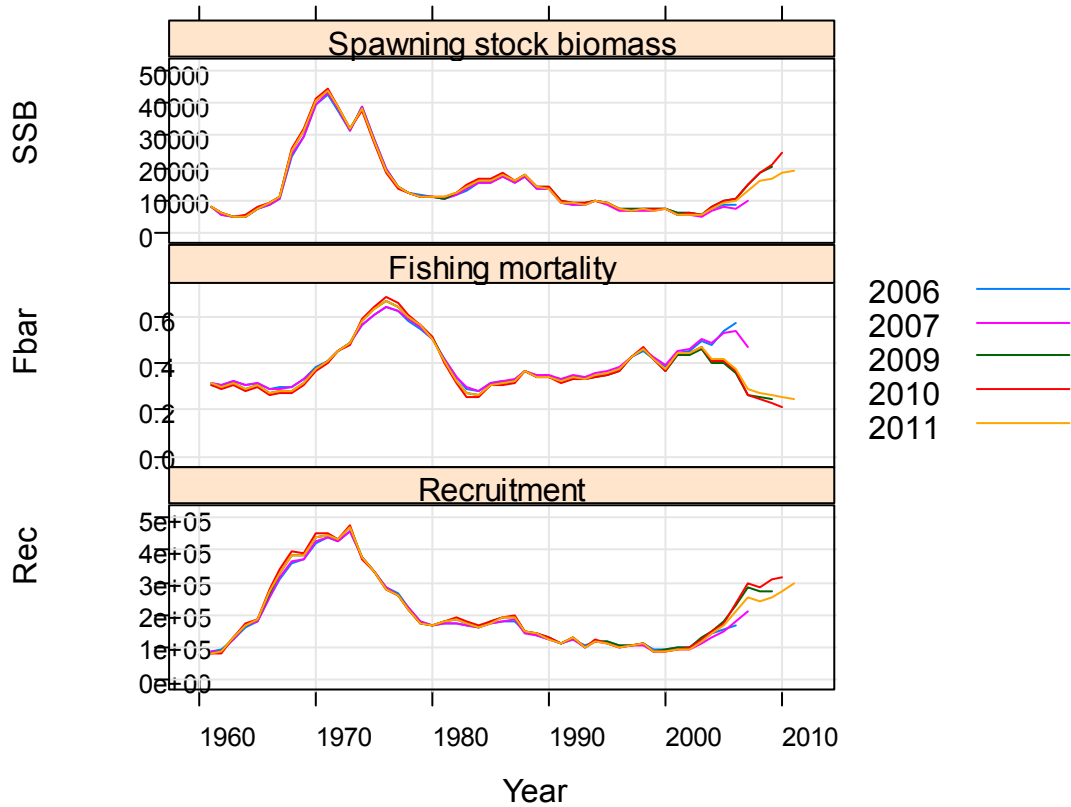 Spawning stock biomass
SSB
50000
40000
30000
20000
10000
0
Fishing mortality
Fbar
0.6
0.4
0.2
0.0
2006
2007
2009
2010
2011
Recruitment
Rec
5e+05
4e+05
3e+05
2e+05
1e+05
0e+00
1960 1970 1980 1990 2000 2010
Year